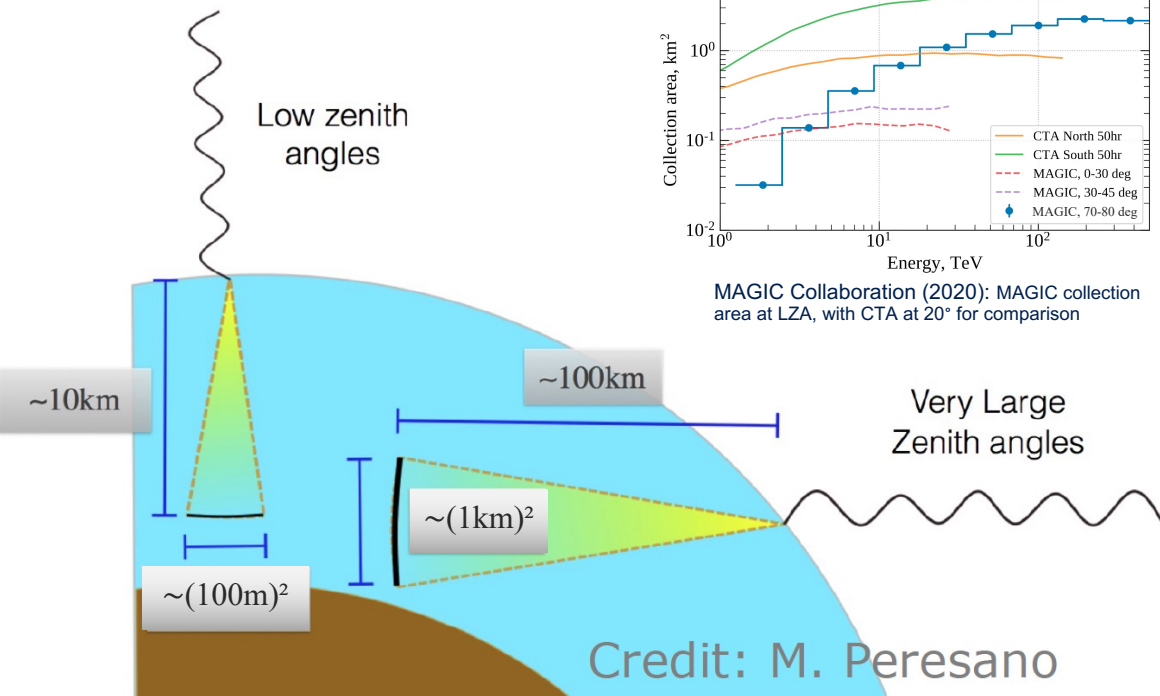 Low zenith
angles
Collection area, km²
10⁰
10⁻¹
10⁻²
10⁰
10¹
10²
Energy, TeV
CTA North 50hr
CTA South 50hr
MAGIC, 0-30 deg
MAGIC, 30-45 deg
MAGIC, 70-80 deg
MAGIC Collaboration (2020): MAGIC collection
area at LZA, with CTA at 20° for comparison
~10km
~100km
Very Large
Zenith angles
~(1km)²
~(100m)²
Credit: M. Peresano